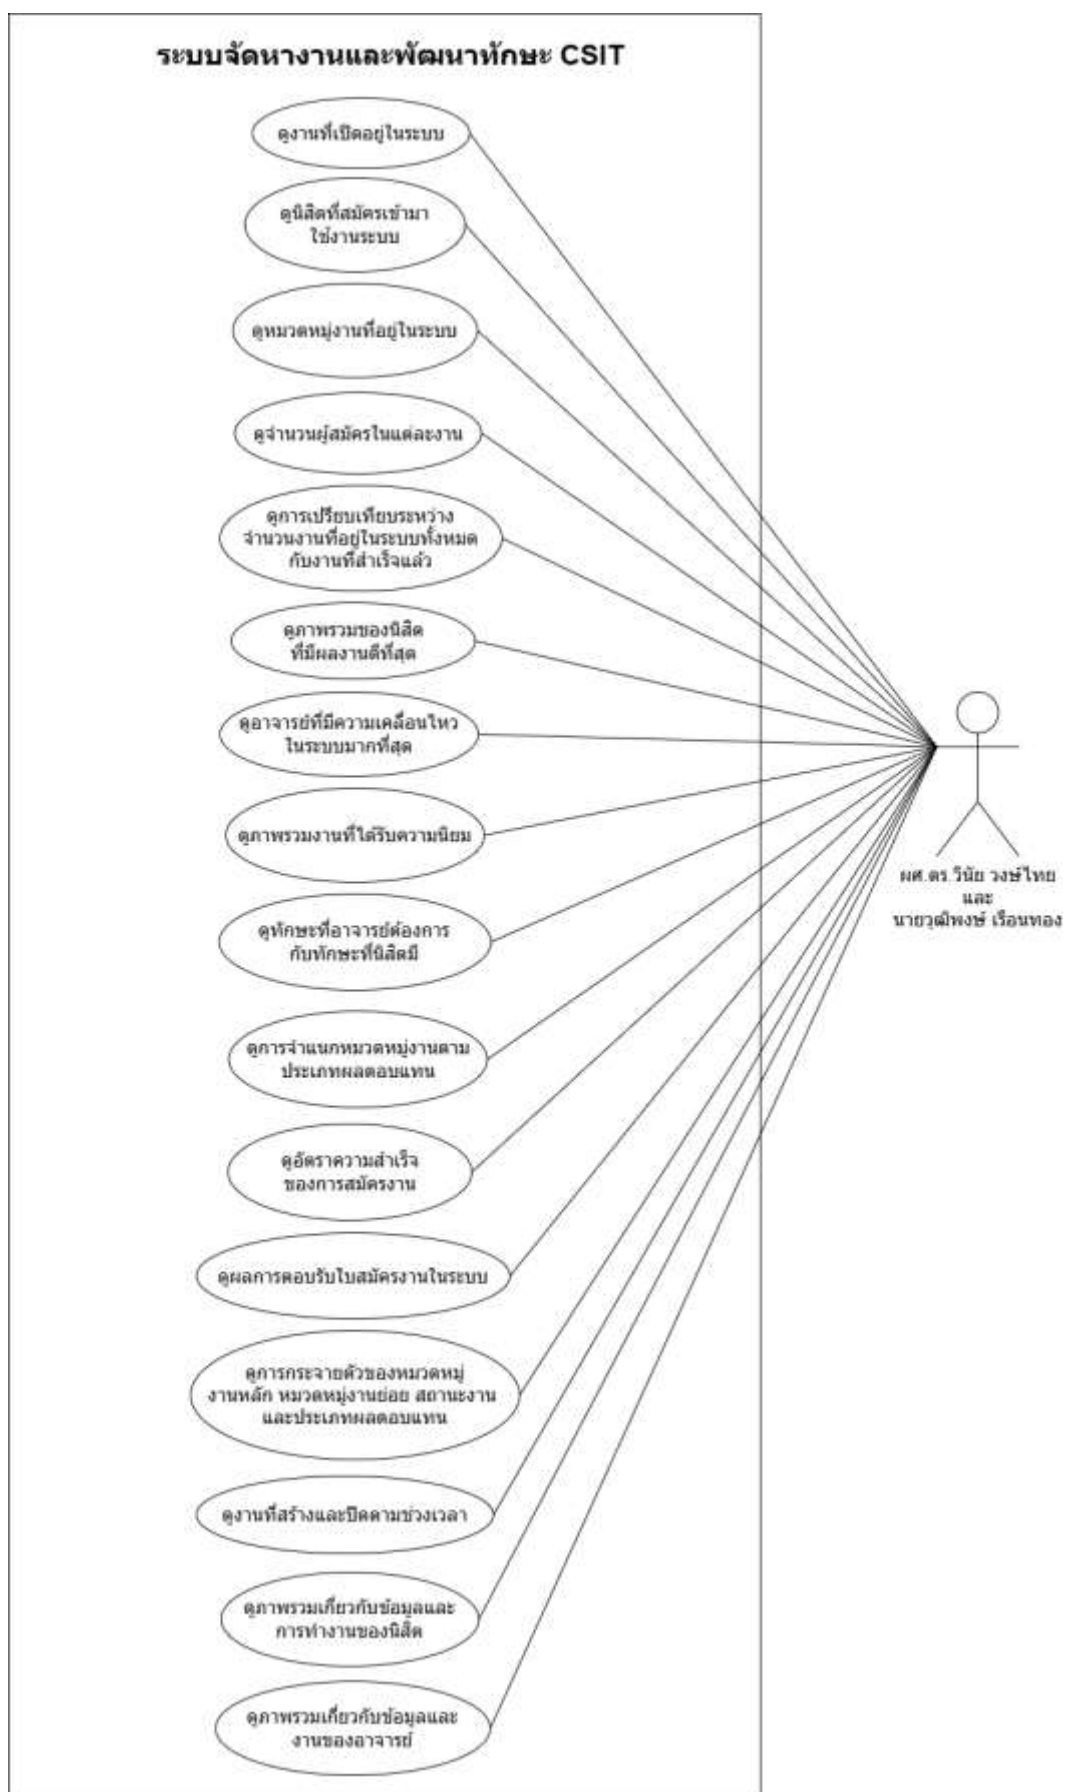 ระบบจัดหางานและพัฒนาทักษะ CSIT
ดูงานที่เปิดอยู่ในระบบ
ดูนิสิตที่สมัครเข้ามา
ใช้งานระบบ
ดูหมวดหมู่งานที่อยู่ในระบบ
ดูจำนวนผู้สมัครในแต่ละงาน
ดูการเปรียบเทียบระหว่าง
จำนวนงานที่อยู่ในระบบทั้งหมด
กับงานที่สำเร็จแล้ว
ดูภาพรวมของนิสิต
ที่มีผลงานดีที่สุด
ดูอาจารย์ที่มีความเคลื่อนไหว
ในระบบมากที่สุด
ดูภาพรวมงานที่ได้รับความนิยม
ดูทักษะที่อาจารย์ต้องการ
กับทักษะที่นิสิตมี
ดูการจำแนกหมวดหมู่งานตาม
ประเภทผลตอบแทน
ดูอัตราความสำเร็จ
ของการสมัครงาน
ดูผลการตอบรับใบสมัครงานในระบบ
ดูการกระจายตัวของหมวดหมู่
งานหลัก หมวดหมู่งานย่อย สถานะงาน
และประเภทผลตอบแทน
ดูงานที่สร้างและปิดตามช่วงเวลา
ดูภาพรวมเกี่ยวกับข้อมูลและ
การทำงานของนิสิต
ดูภาพรวมเกี่ยวกับข้อมูลและ
งานของอาจารย์
ผศ.ดร.วินัย วงษ์ไทย
และ
นายวุฒิพงษ์ เรือนทอง